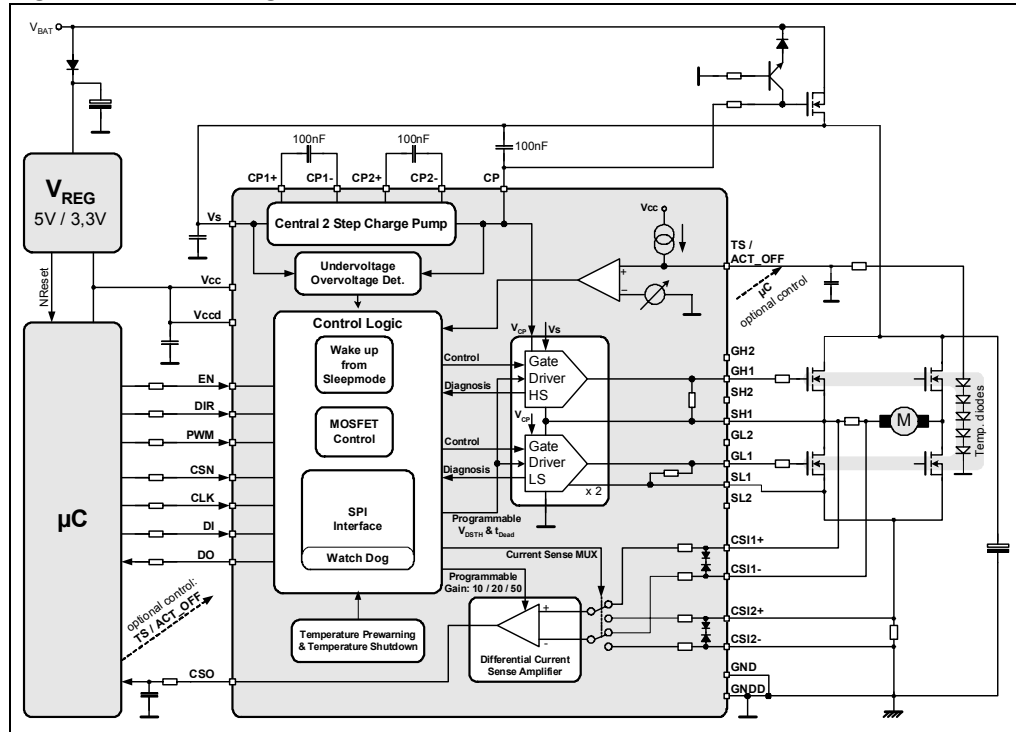 VBAT
100nF
100nF
100nF
CP1+
CP1-
CP2+
CP2-
CP
VREG
5V / 3,3V
Vs
Central 2 Step Charge Pump
Vcc
TS /
ACT_OFF
µC
optional control
Undervoltage
Overvoltage Det.
NReset
Vcc
Vccd
Control Logic
Wake up
from
Sleepmode
MOSFET
Control
SPI
Interface
Watch Dog
VCP
Vs
Control
Diagnosis
Gate
Driver
HS
VCP
Control
Diagnosis
Gate
Driver
LS
x 2
GH2
GH1
SH2
SH1
GL2
GL1
SL1
SL2
M
Temp. diodes
µC
EN
DIR
PWM
CSN
CLK
DI
DO
Programmable
VDSTH & tDead
Current Sense MUX
Programmable
Gain: 10 / 20 / 50
CSI1+
CSI1-
CSI2+
CSI2-
GND
GNDD
optional control:
TS / ACT_OFF
Temperature Prewarning
& Temperature Shutdown
Differential Current
Sense Amplifier
CSO